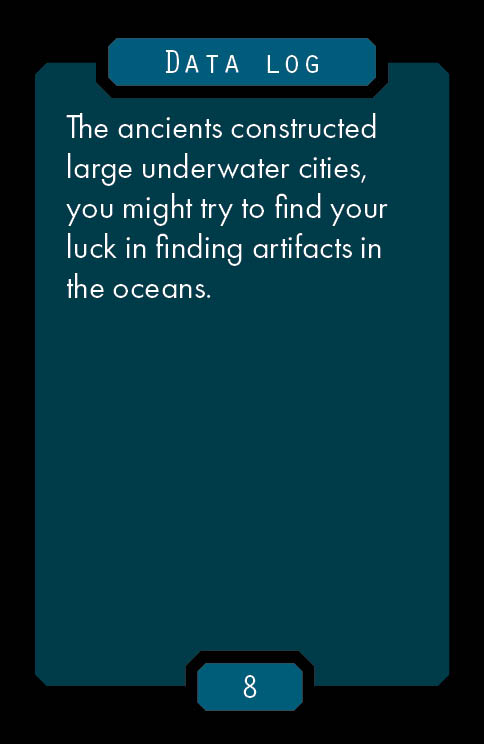 Data log
The ancients constructed
large underwater cities,
you might try to find your
luck in finding artifacts in
the oceans.
8